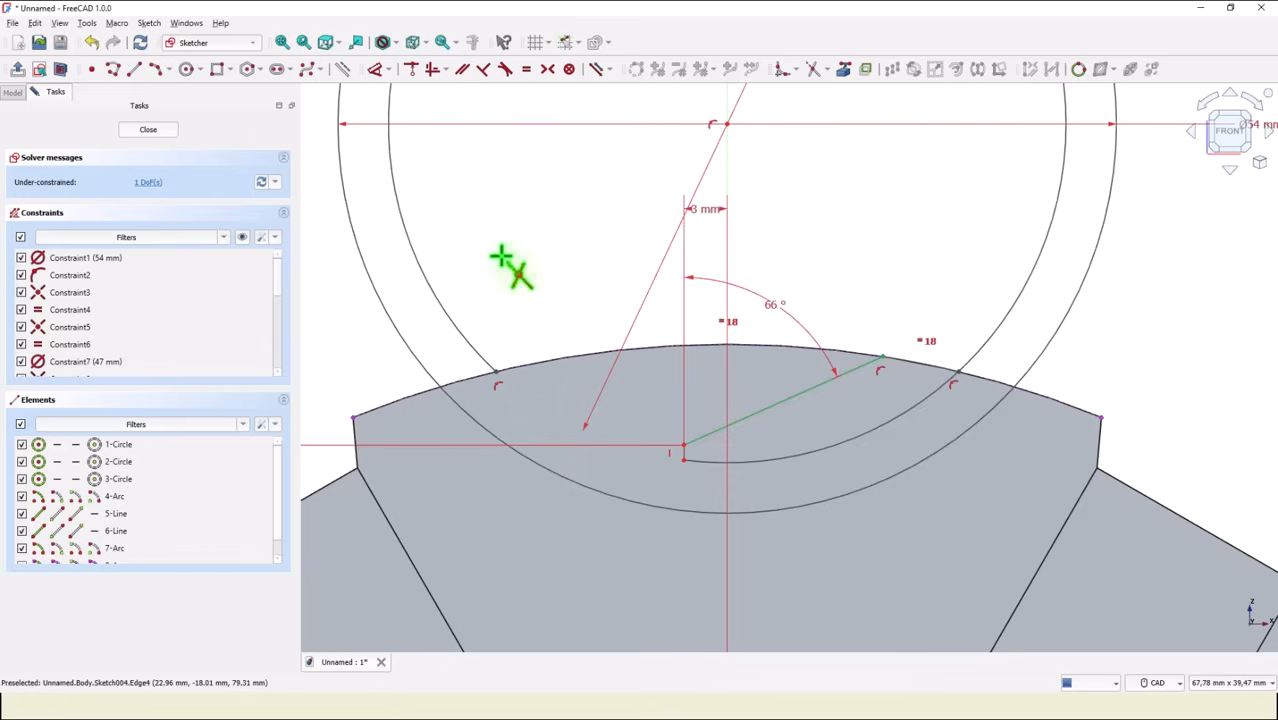 * Unnamed - FreeCAD 1.0.0
File Edit View Tools Macro Sketch Windows Help
Sketcher
Model Tasks
Tasks
Close
Solver messages
Under-constrained: 1 DoF(s)
Constraints
Filters
Constraint1 (54 mm)
Constraint2
Constraint3
Constraint4
Constraint5
Constraint6
Constraint7 (47 mm)
Elements
Filters
1-Circle
2-Circle
3-Circle
4-Arc
5-Line
6-Line
7-Arc
FRONT
Ø54 mm
3 mm
66 °
18
18
Z
X
Y
Unnamed : 1*
Preselected: Unnamed.Body.Sketch004.Edge4 (22.96 mm, -18.01 mm, 79.31 mm)
CAD
67,78 mm x 39,47 mm